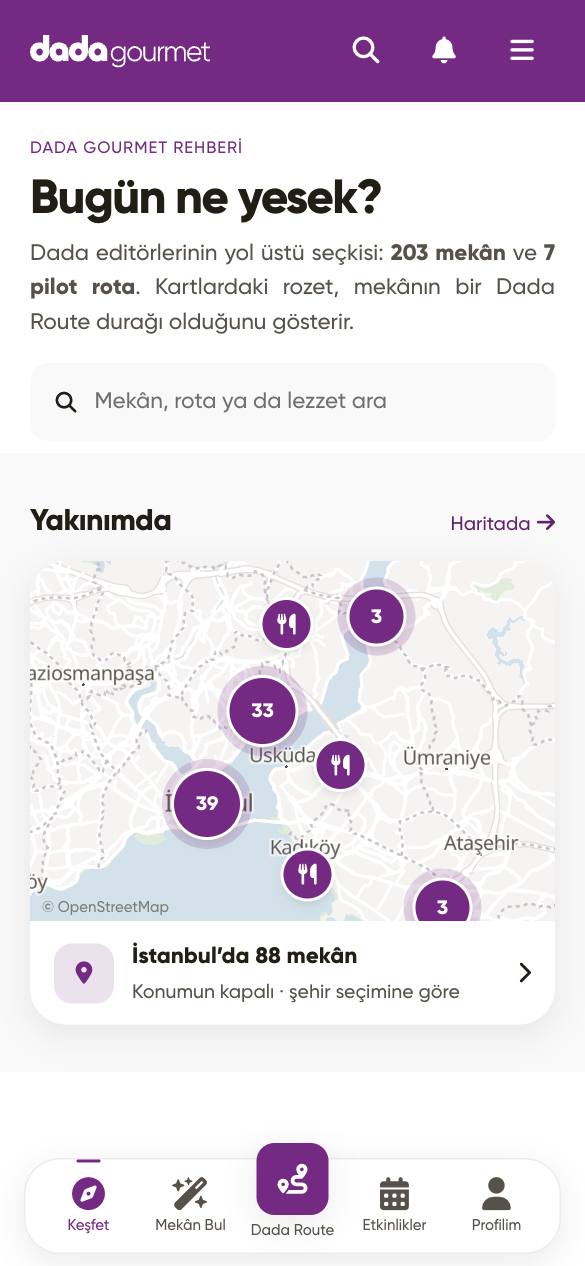 dadagourmet
DADA GOURMET REHBERİ
Bugün ne yesek?
Dada editörlerinin yol üstü seçkisi: 203 mekân ve 7
pilot rota. Kartlardaki rozet, mekânın bir Dada
Route durağı olduğunu gösterir.
Mekân, rota ya da lezzet ara
Yakınımda
Haritada
3
aziosmanpaşa
33
Üsküda
Ümraniye
39
Kadıköy
Ataşehir
öy
3
© OpenStreetMap
İstanbul’da 88 mekân
Konumun kapalı · şehir seçimine göre
Keşfet
Mekân Bul
Dada Route
Etkinlikler
Profilim